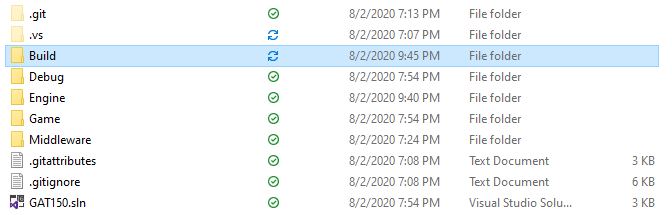 .git 8/2/2020 7:13 PM File folder
.vs 8/2/2020 7:07 PM File folder
Build 8/2/2020 9:45 PM File folder
Debug 8/2/2020 7:54 PM File folder
Engine 8/2/2020 9:40 PM File folder
Game 8/2/2020 7:54 PM File folder
Middleware 8/2/2020 7:24 PM File folder
.gitattributes 8/2/2020 7:08 PM Text Document 3 KB
.gitignore 8/2/2020 7:08 PM Text Document 6 KB
GAT150.sln 8/2/2020 7:54 PM Visual Studio Solu... 3 KB